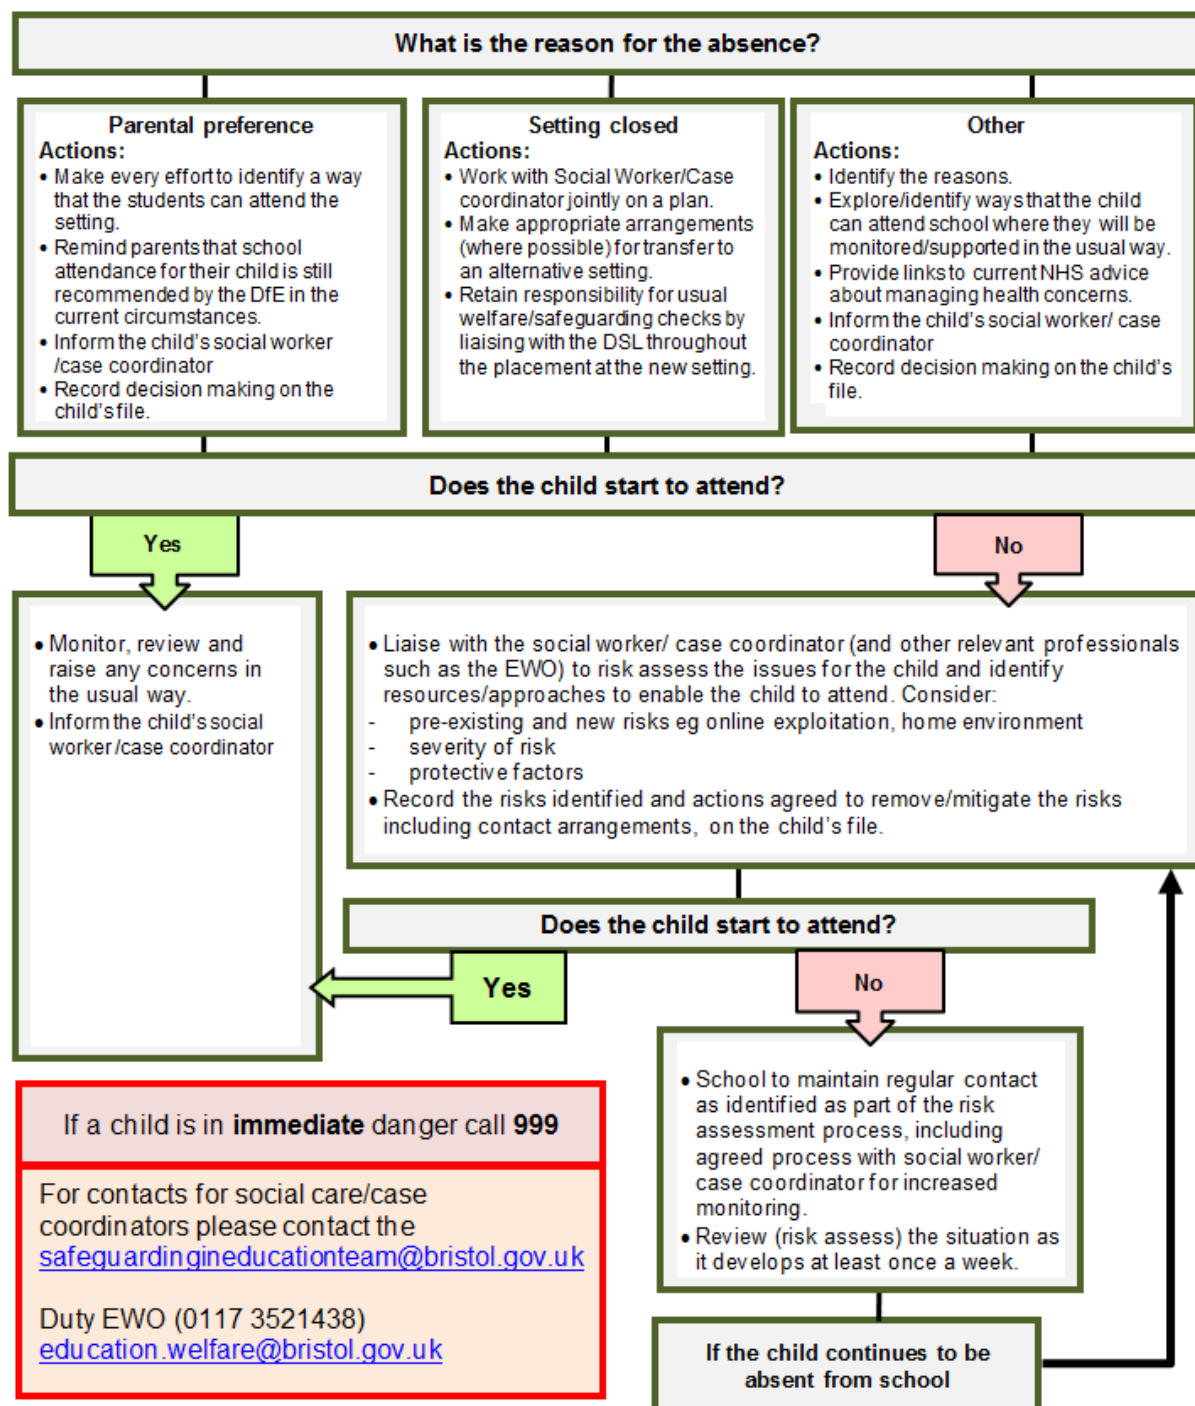 What is the reason for the absence?
Parental preference
Actions:
• Make every effort to identify a way
that the students can attend the
setting.
• Remind parents that school
attendance for their child is still
recommended by the DfE in the
current circumstances.
• Inform the child's social worker
/case coordinator
• Record decision making on the
child's file.
Setting closed
Actions:
• Work with Social Worker/Case
coordinator jointly on a plan.
• Make appropriate arrangements
(where possible) for transfer to
an alternative setting.
• Retain responsibility for usual
welfare/safeguarding checks by
liaising with the DSL throughout
the placement at the new setting.
Other
Actions:
• Identify the reasons.
• Explore/identify ways that the child
can attend school where they will be
monitored/supported in the usual way.
• Provide links to current NHS advice
about managing health concerns.
• Inform the child's social worker/ case
coordinator
• Record decision making on the child's
file.
Does the child start to attend?
Yes
No
• Monitor, review and
raise any concerns in
the usual way.
• Inform the child's social
worker/case coordinator
• Liaise with the social worker/ case coordinator (and other relevant professionals
such as the EWO) to risk assess the issues for the child and identify
resources/approaches to enable the child to attend. Consider:
- pre-existing and new risks eg online exploitation, home environment
- severity of risk
- protective factors
• Record the risks identified and actions agreed to remove/mitigate the risks
including contact arrangements, on the child's file.
Does the child start to attend?
Yes
No
• School to maintain regular contact
as identified as part of the risk
assessment process, including
agreed process with social worker/
case coordinator for increased
monitoring.
• Review (risk assess) the situation as
it develops at least once a week.
If the child continues to be
absent from school
If a child is in immediate danger call 999
For contacts for social care/case
coordinators please contact the
safeguardingineducationteam@bristol.gov.uk
Duty EWO (0117 3521438)
education.welfare@bristol.gov.uk